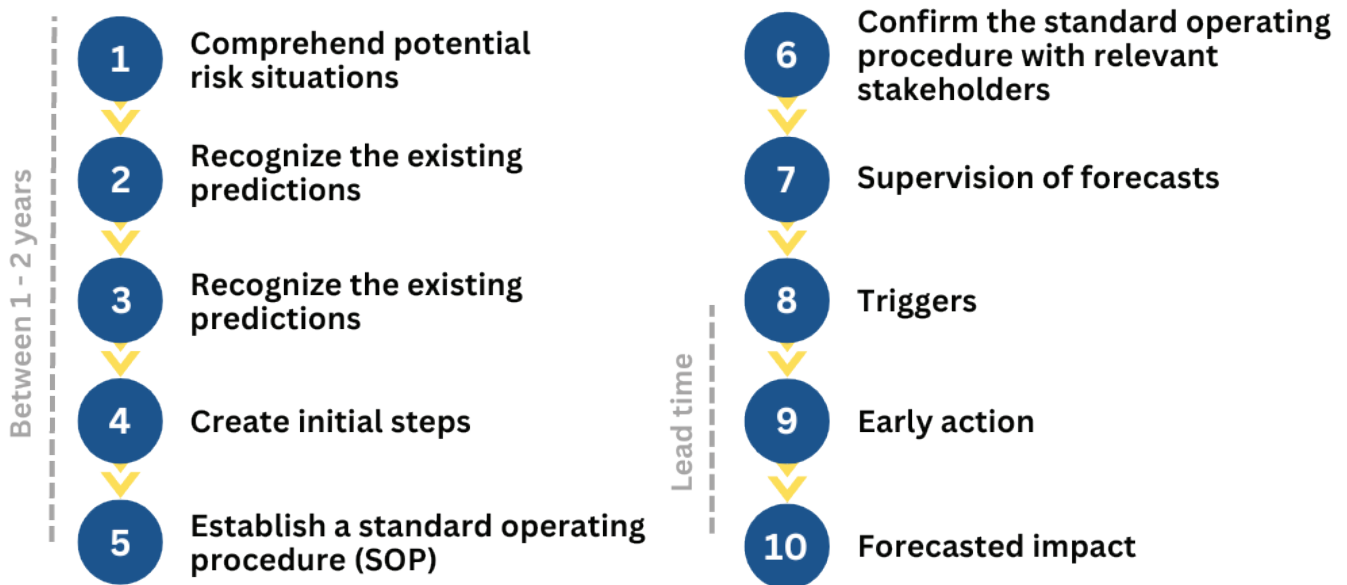 Between 1 - 2 years
1
Comprehend potential
risk situations
2
Recognize the existing
predictions
3
Recognize the existing
predictions
4
Create initial steps
5
Establish a standard operating
procedure (SOP)
6
Confirm the standard operating
procedure with relevant
stakeholders
7
Supervision of forecasts
Lead time
8
Triggers
9
Early action
10
Forecasted impact